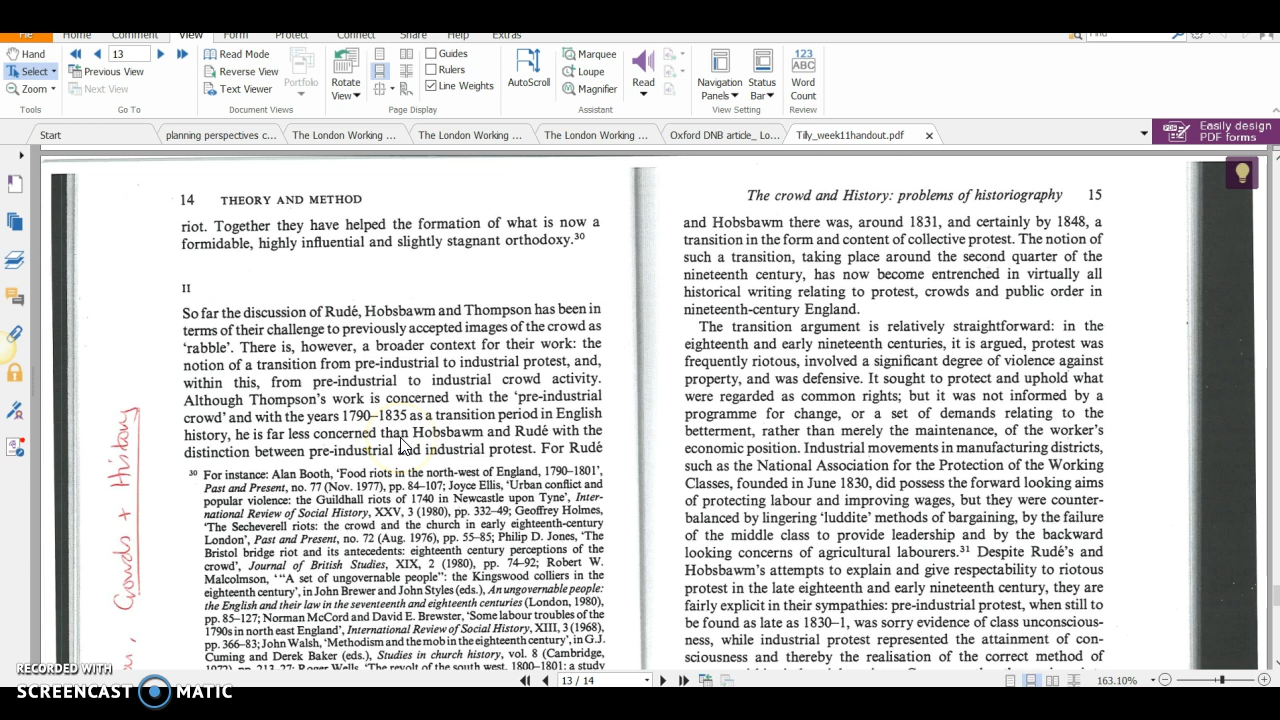 File Home Comment View Form Protect Connect Share Help Extras Find
Hand
Select
Zoom
Tools
13
Previous View
Next View
Go To
Read Mode
Reverse View
Text Viewer
Portfolio
Document Views
Rotate
View
Guides
Rulers
Line Weights
Page Display
AutoScroll
Marquee
Loupe
Magnifier
Read
Assistant
Navigation
Panels
Status
Bar
View Setting
123
ABC
Word
Count
Review
Start
planning perspectives c...
The London Working ...
The London Working ...
The London Working ...
Oxford DNB article_ Lo...
Tilly_week11handout.pdf
PDF
Easily design
PDF forms
14 THEORY AND METHOD
riot. Together they have helped the formation of what is now a
formidable, highly influential and slightly stagnant orthodoxy.30
II
So far the discussion of Rudé, Hobsbawm and Thompson has been in
terms of their challenge to previously accepted images of the crowd as
'rabble'. There is, however, a broader context for their work: the
notion of a transition from pre-industrial to industrial protest, and,
within this, from pre-industrial to industrial crowd activity.
Although Thompson's work is concerned with the 'pre-industrial
crowd' and with the years 1790–1835 as a transition period in English
history, he is far less concerned than Hobsbawm and Rudé with the
distinction between pre-industrial and industrial protest. For Rudé
30 For instance: Alan Booth, 'Food riots in the north-west of England, 1790–1801',
Past and Present, no. 77 (Nov. 1977), pp. 84–107; Joyce Ellis, 'Urban conflict and
popular violence: the Guildhall riots of 1740 in Newcastle upon Tyne', Inter-
national Review of Social History, XXV, 3 (1980), pp. 332–49; Geoffrey Holmes,
'The Secheverell riots: the crowd and the church in early eighteenth-century
London', Past and Present, no. 72 (Aug. 1976), pp. 55–85; Philip D. Jones, 'The
Bristol bridge riot and its antecedents: eighteenth century perceptions of the
crowd', Journal of British Studies, XIX, 2 (1980), pp. 74–92; Robert W.
Malcolmson, '"A set of ungovernable people": the Kingswood colliers in the
eighteenth century', in John Brewer and John Styles (eds.), An ungovernable people:
the English and their law in the seventeenth and eighteenth centuries (London, 1980),
pp. 85–127; Norman McCord and David E. Brewster, 'Some labour troubles of the
1790s in north east England', International Review of Social History, XIII, 3 (1968),
pp. 366–83; John Walsh, 'Methodism and the mob in the eighteenth century', in G.J.
Cuming and Derek Baker (eds.), Studies in church history, vol. 8 (Cambridge,
1972), pp. 213–27; Roger Wells, 'The revolt of the south west, 1800–1801: a study
Crowds + History
The crowd and History: problems of historiography 15
and Hobsbawm there was, around 1831, and certainly by 1848, a
transition in the form and content of collective protest. The notion of
such a transition, taking place around the second quarter of the
nineteenth century, has now become entrenched in virtually all
historical writing relating to protest, crowds and public order in
nineteenth-century England.
The transition argument is relatively straightforward: in the
eighteenth and early nineteenth centuries, it is argued, protest was
frequently riotous, involved a significant degree of violence against
property, and was defensive. It sought to protect and uphold what
were regarded as common rights; but it was not informed by a
programme for change, or a set of demands relating to the
betterment, rather than merely the maintenance, of the worker's
economic position. Industrial movements in manufacturing districts,
such as the National Association for the Protection of the Working
Classes, founded in June 1830, did possess the forward looking aims
of protecting labour and improving wages, but they were counter-
balanced by lingering 'luddite' methods of bargaining, by the failure
of the middle class to provide leadership and by the backward
looking concerns of agricultural labourers.31 Despite Rudé's and
Hobsbawm's attempts to explain and give respectability to riotous
protest in the late eighteenth and early nineteenth century, they are
fairly explicit in their sympathies: pre-industrial protest, when still to
be found as late as 1830–1, was sorry evidence of class unconscious-
ness, while industrial protest represented the attainment of con-
sciousness and thereby the realisation of the correct method of
RECORDED WITH
SCREENCAST MATIC
13 / 14
163.10%